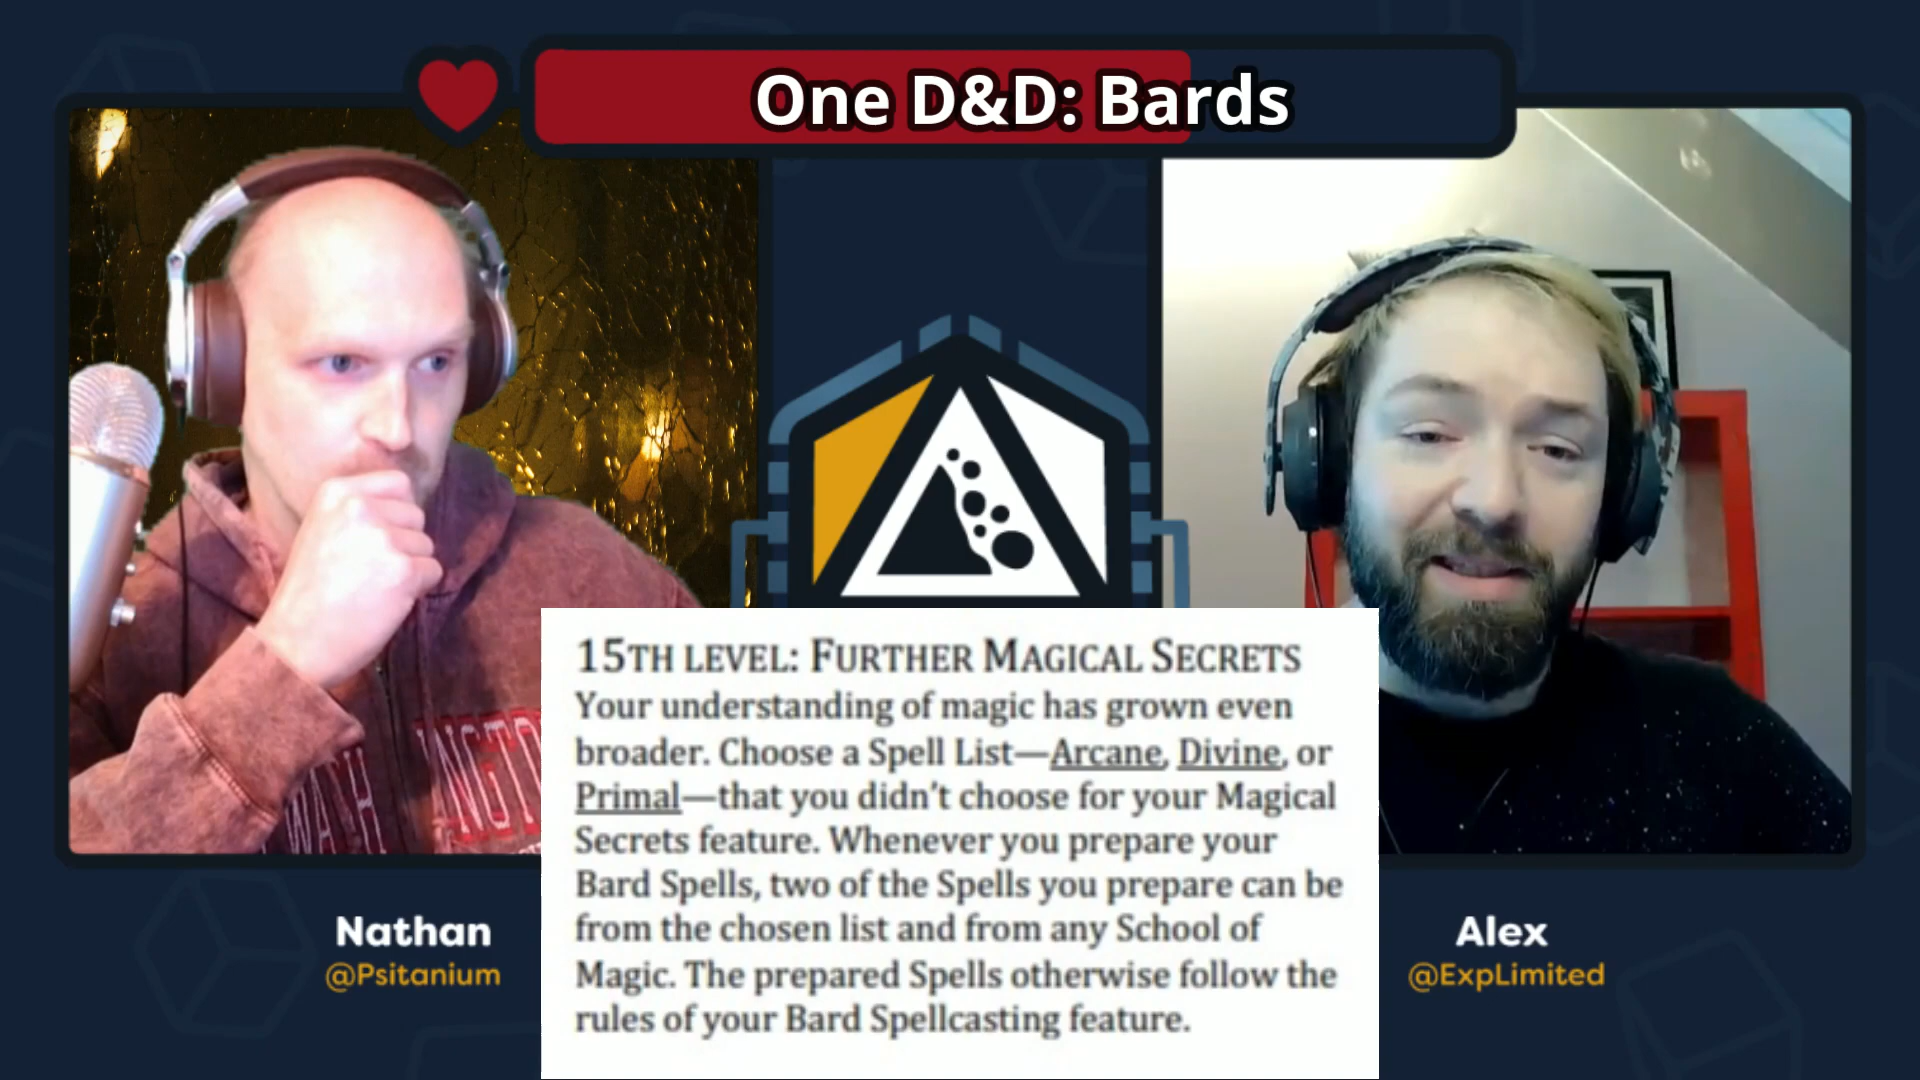 One D&D: Bards
WASHINGTON
15TH LEVEL: FURTHER MAGICAL SECRETS
Your understanding of magic has grown even
broader. Choose a Spell List—Arcane, Divine, or
Primal—that you didn't choose for your Magical
Secrets feature. Whenever you prepare your
Bard Spells, two of the Spells you prepare can be
from the chosen list and from any School of
Magic. The prepared Spells otherwise follow the
rules of your Bard Spellcasting feature.
Nathan
@Psitanium
Alex
@ExpLimited